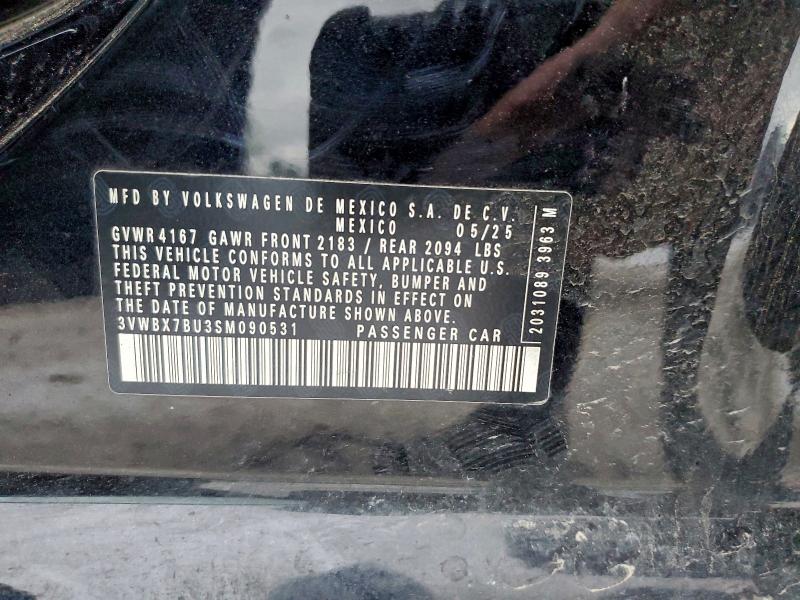 MFD BY VOLKSWAGEN DE MEXICO S.A. DE C.V.
MEXICO 05/25
GVWR 4167 GAWR FRONT 2183 / REAR 2094 LBS
THIS VEHICLE CONFORMS TO ALL APPLICABLE U.S.
FEDERAL MOTOR VEHICLE SAFETY, BUMPER AND
THEFT PREVENTION STANDARDS IN EFFECT ON
THE DATE OF MANUFACTURE SHOWN ABOVE.
3VWBX7BU3SM090531 PASSENGER CAR
2031089 3963 M